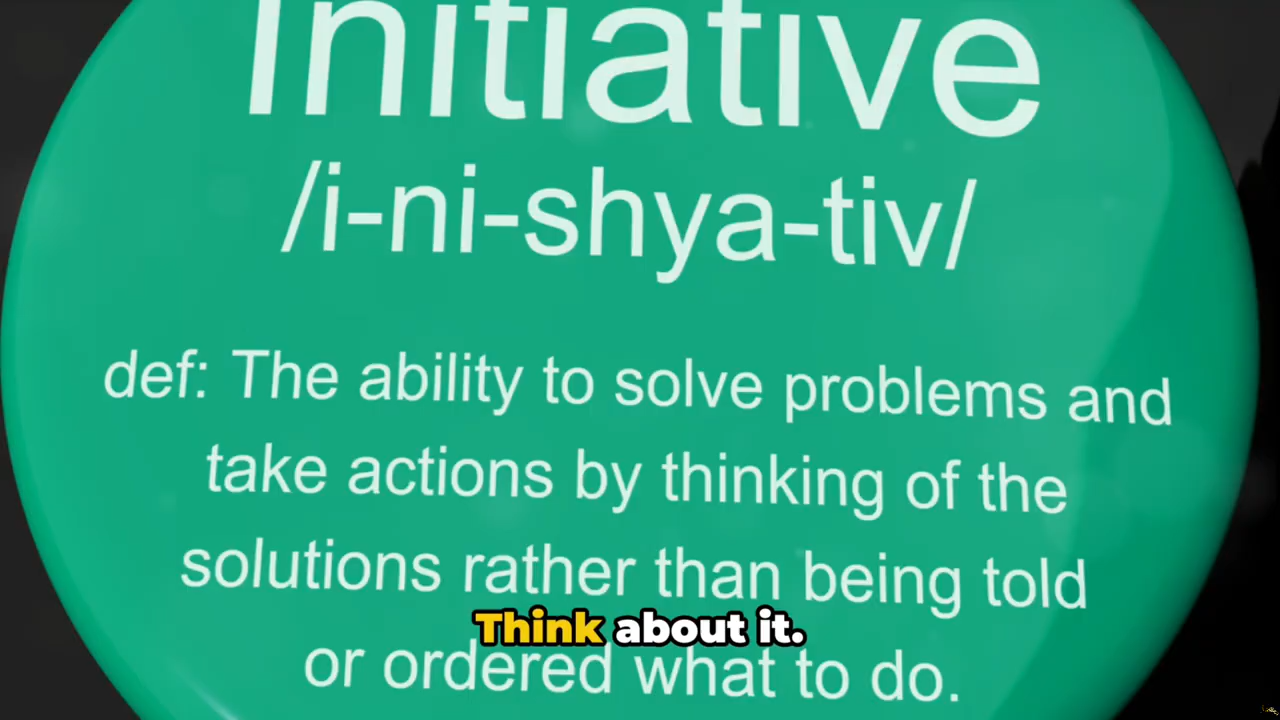 Initiative
/i-ni-shya-tiv/
def: The ability to solve problems and
take actions by thinking of the
solutions rather than being told
Think about it.
or ordered what to do.